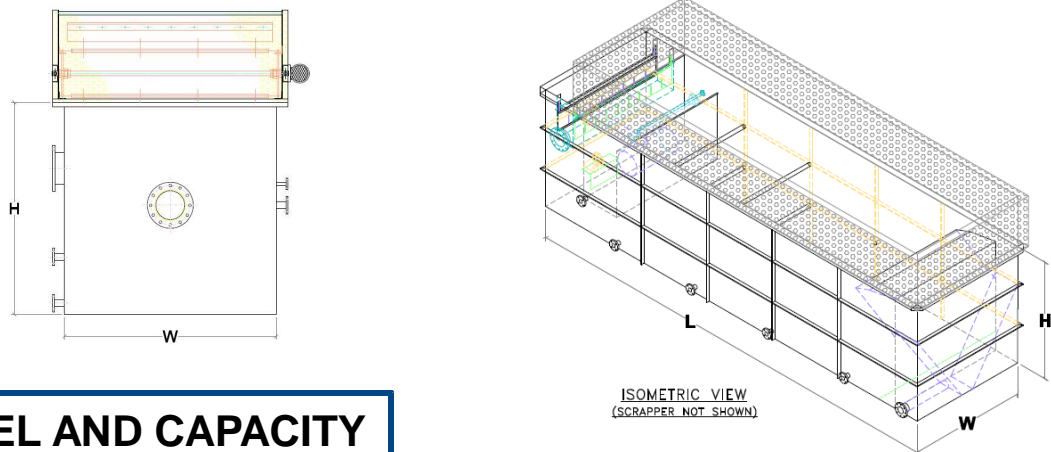 H
W
L
H
W
ISOMETRIC VIEW
(SCRAPPER NOT SHOWN)
EL AND CAPACITY